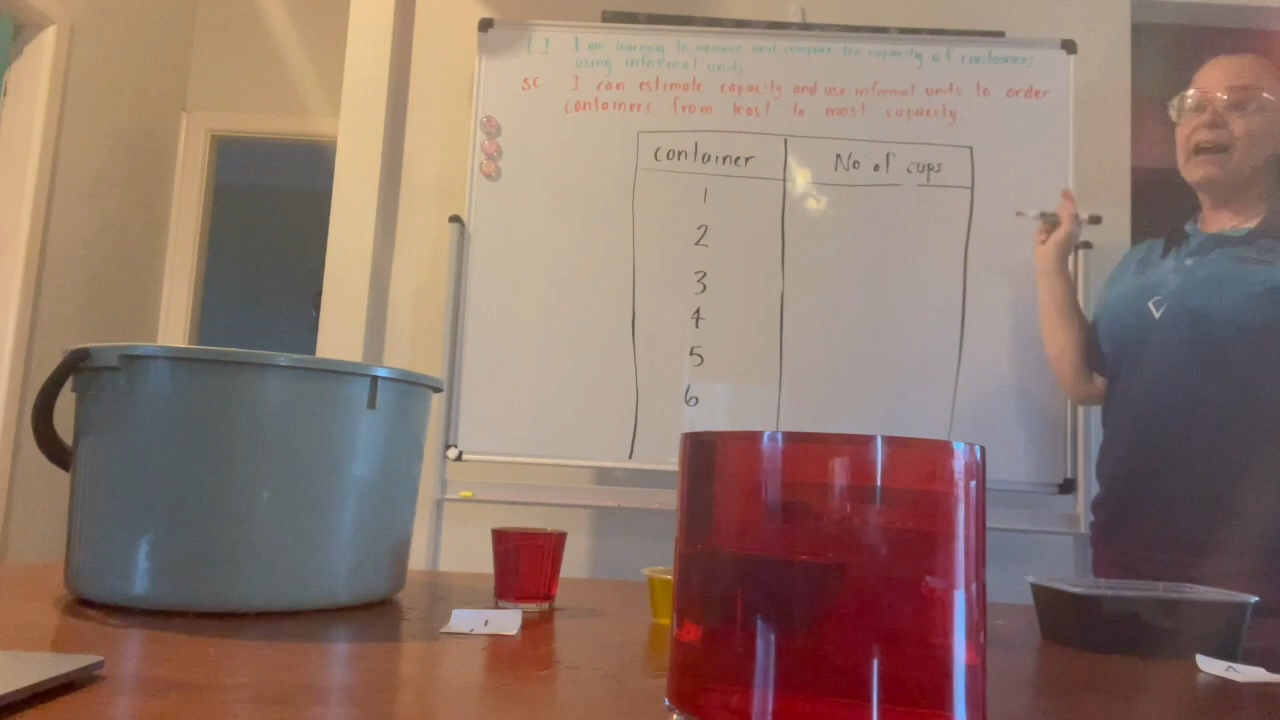 I am learning to measure and compare the capacity of containers
using informal units.
SC. I can estimate capacity and use informal units to order
containers from least to most capacity.
container No of cups
1
2
3
4
5
6